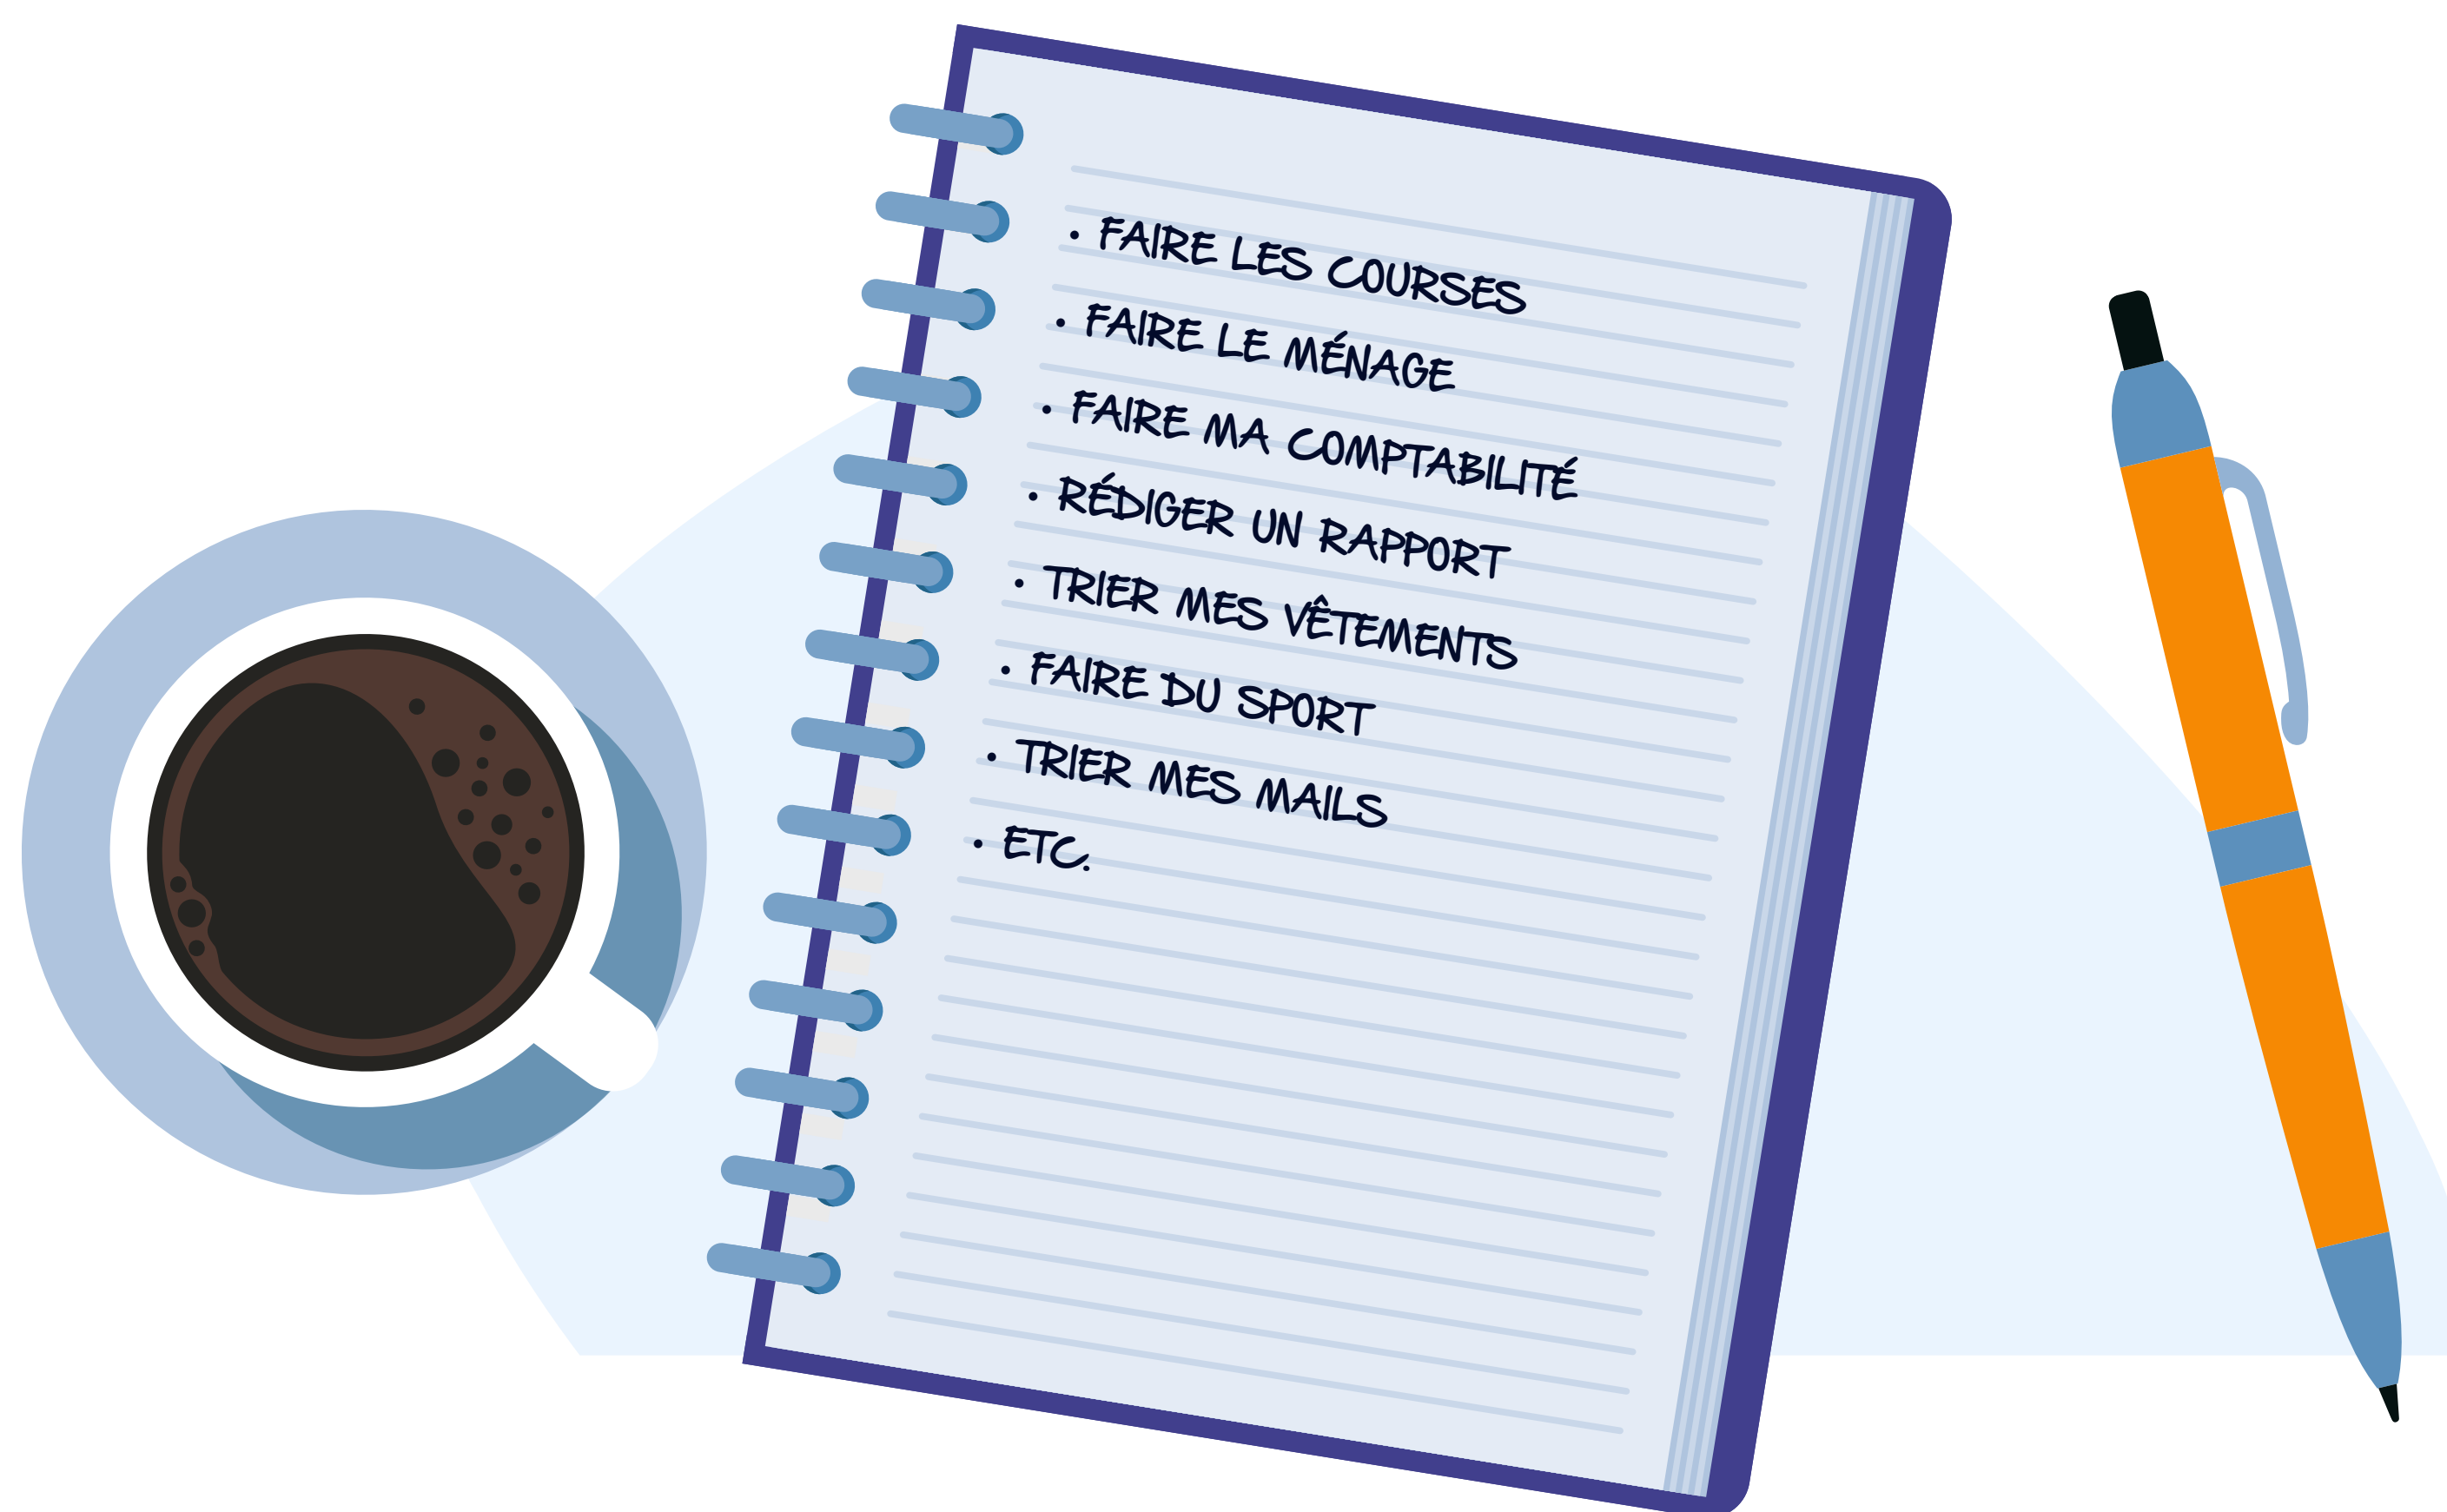 • FAIRE LES COURSES
• FAIRE LE MÉNAGE
• FAIRE MA COMPTABILITÉ
• RÉDIGER UN RAPPORT
• TRIER MES VÊTEMENTS
• FAIRE DU SPORT
• TRIER MES MAILS
• ETC.